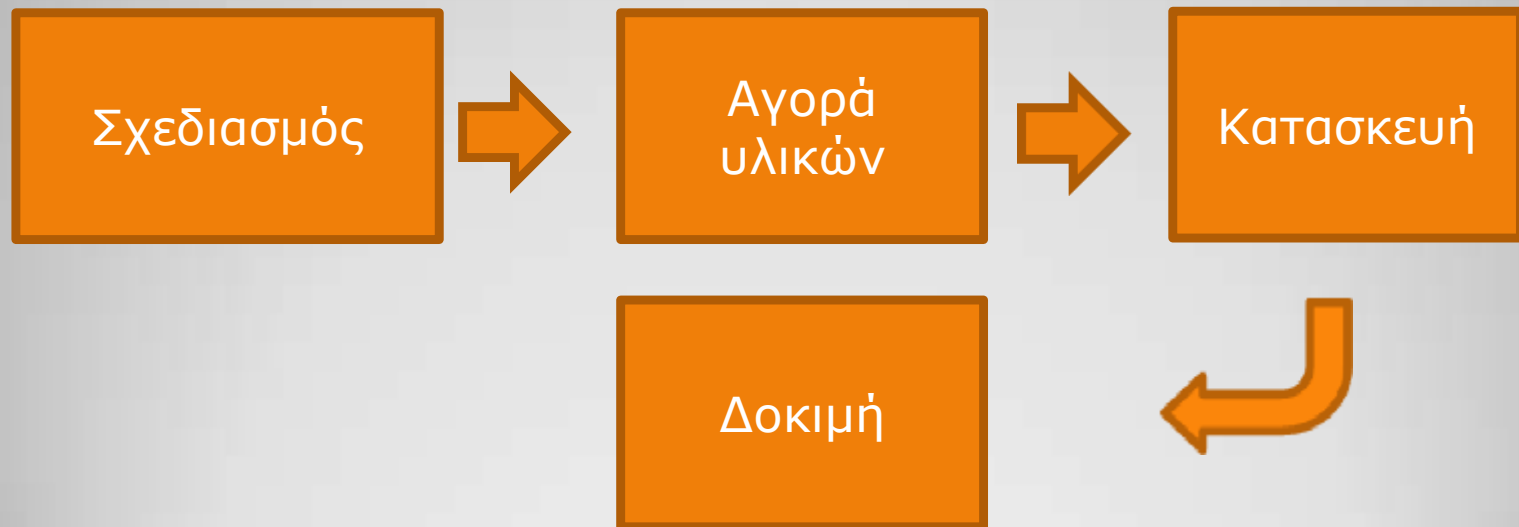 Σχεδιασμός
Αγορά
υλικών
Κατασκευή
Δοκιμή